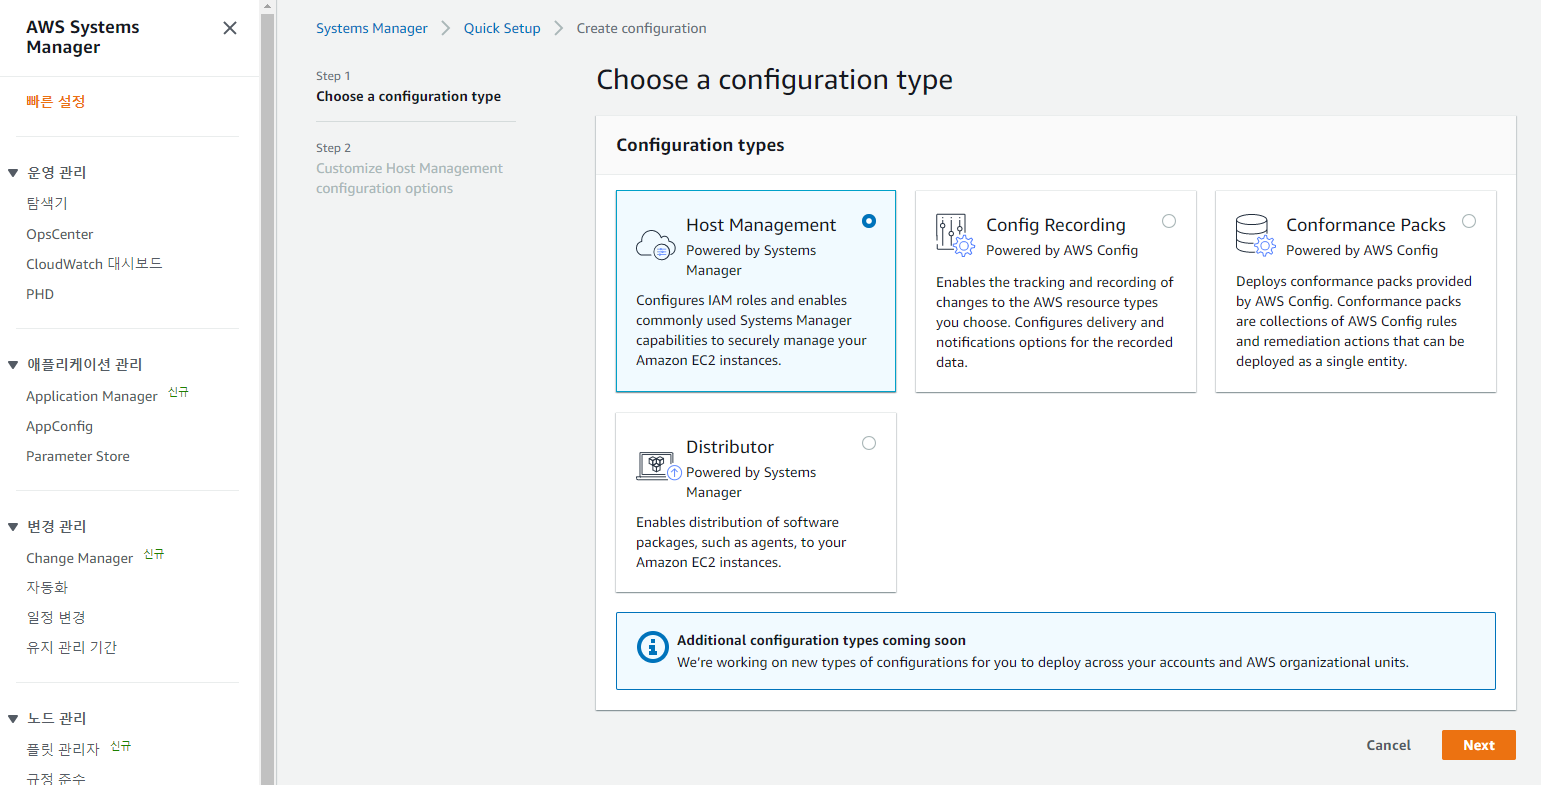 AWS Systems
Manager
빠른 설정
운영 관리
탐색기
OpsCenter
CloudWatch 대시보드
PHD
애플리케이션 관리
Application Manager 신규
AppConfig
Parameter Store
변경 관리
Change Manager 신규
자동화
일정 변경
유지 관리 기간
노드 관리
플릿 관리자 신규
규정 준수
Systems Manager
Quick Setup
Create configuration
Step 1
Choose a configuration type
Step 2
Customize Host Management
configuration options
Choose a configuration type
Configuration types
Host Management
Powered by Systems
Manager
Configures IAM roles and enables
commonly used Systems Manager
capabilities to securely manage your
Amazon EC2 instances.
Config Recording
Powered by AWS Config
Enables the tracking and recording of
changes to the AWS resource types
you choose. Configures delivery and
notifications options for the recorded
data.
Conformance Packs
Powered by AWS Config
Deploys conformance packs provided
by AWS Config. Conformance packs
are collections of AWS Config rules
and remediation actions that can be
deployed as a single entity.
Distributor
Powered by Systems
Manager
Enables distribution of software
packages, such as agents, to your
Amazon EC2 instances.
Additional configuration types coming soon
We're working on new types of configurations for you to deploy across your accounts and AWS organizational units.
Cancel
Next